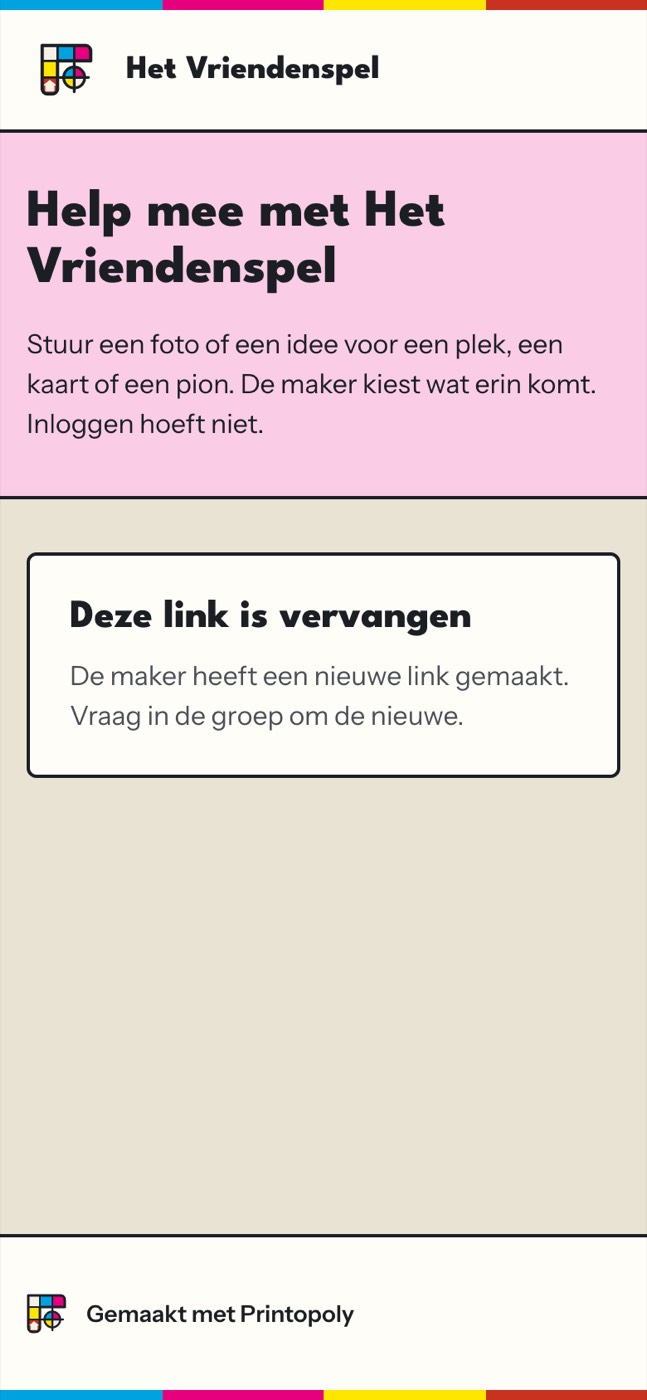 Het Vriendenspel
Help mee met Het
Vriendenspel
Stuur een foto of een idee voor een plek, een
kaart of een pion. De maker kiest wat erin komt.
Inloggen hoeft niet.
Deze link is vervangen
De maker heeft een nieuwe link gemaakt.
Vraag in de groep om de nieuwe.
Gemaakt met Printopoly